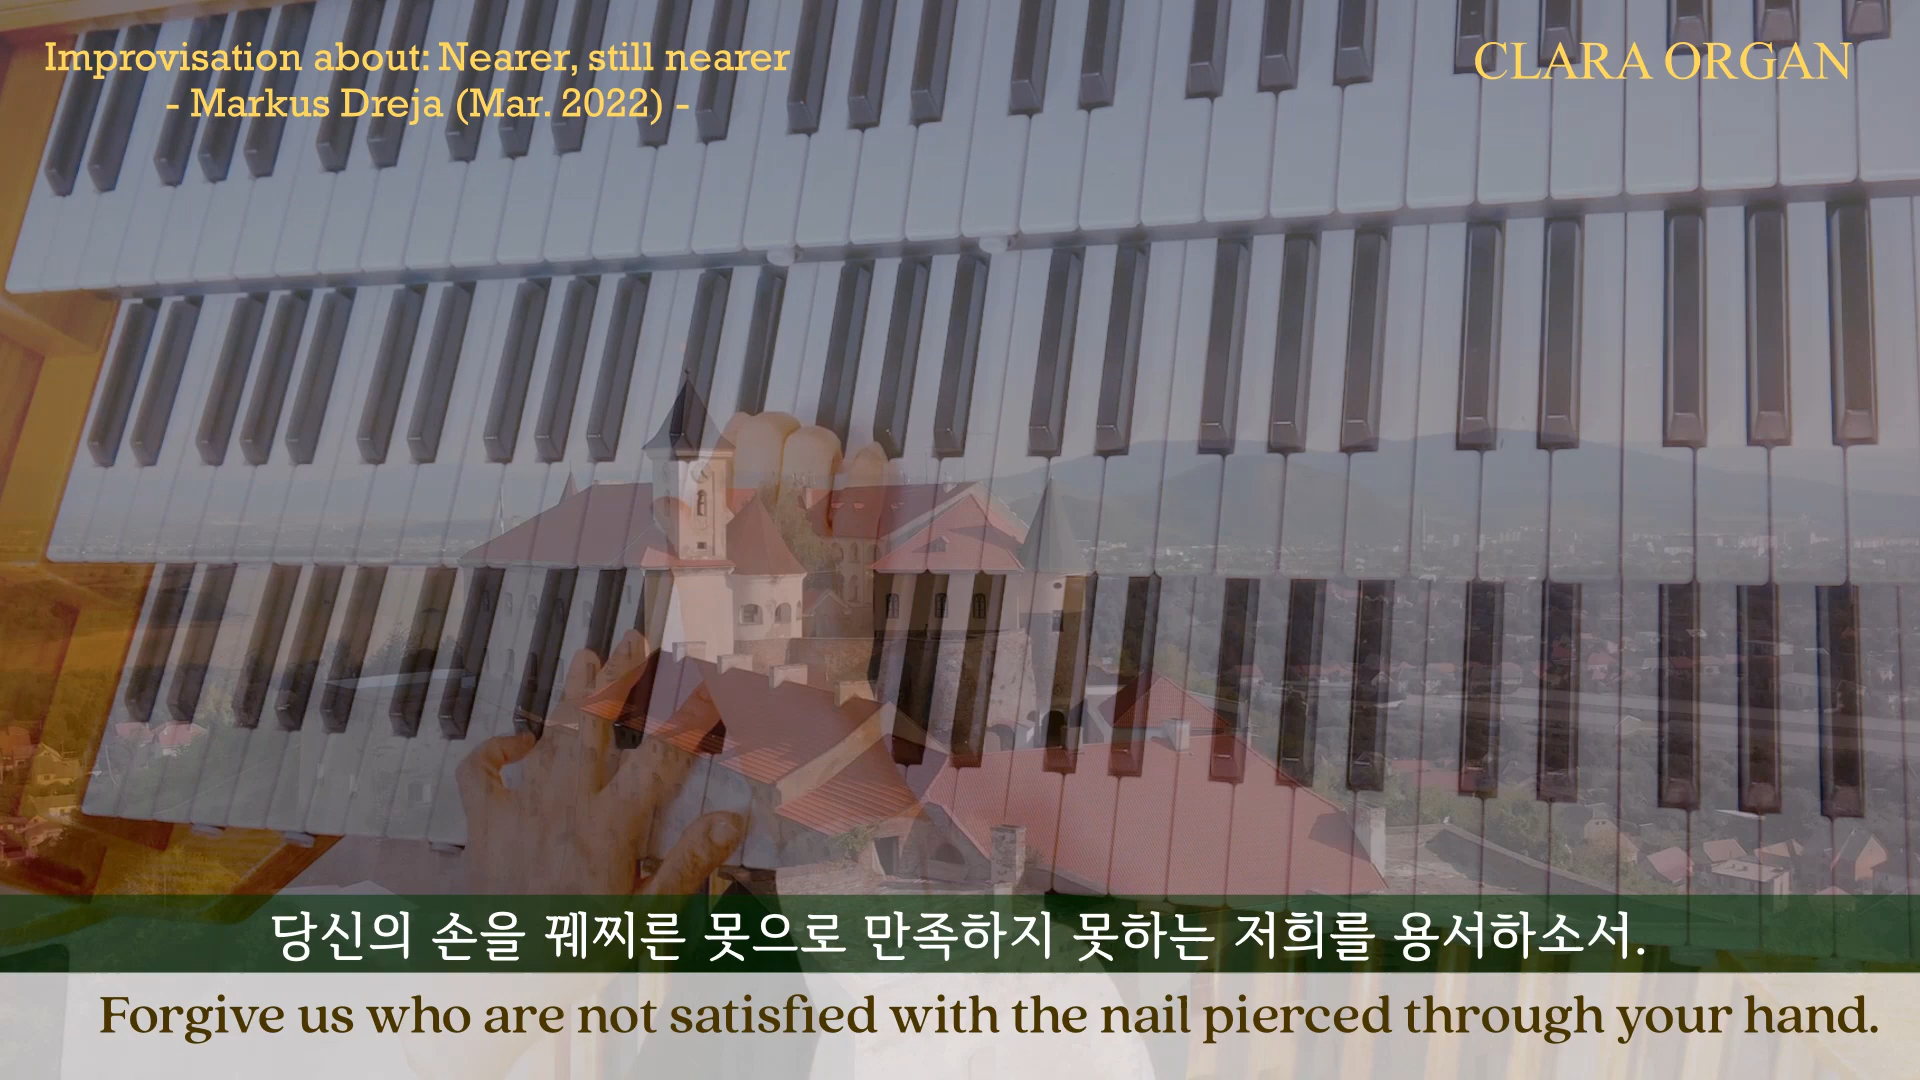 Improvisation about: Nearer, still nearer
- Markus Dreja (Mar. 2022) -
CLARA ORGAN
당신의 손을 꿰찌른 못으로 만족하지 못하는 저희를 용서하소서.
Forgive us who are not satisfied with the nail pierced through your hand.